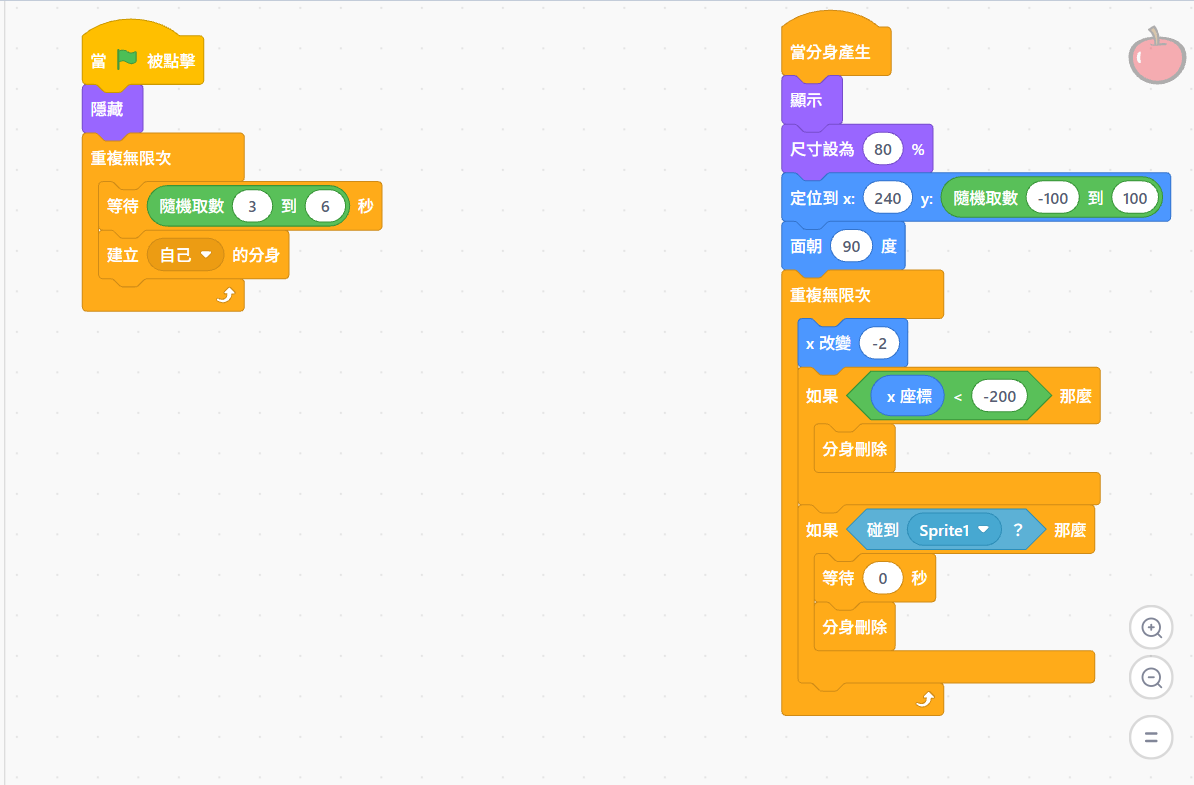 當 被點擊
隱藏
重複無限次
等待 隨機取數 3 到 6 秒
建立 自己 的分身
當分身產生
顯示
尺寸設為 80 %
定位到 x: 240 y: 隨機取數 -100 到 100
面朝 90 度
重複無限次
x 改變 -2
如果 x 座標 < -200 那麼
分身刪除
如果 碰到 Sprite1 ? 那麼
等待 0 秒
分身刪除